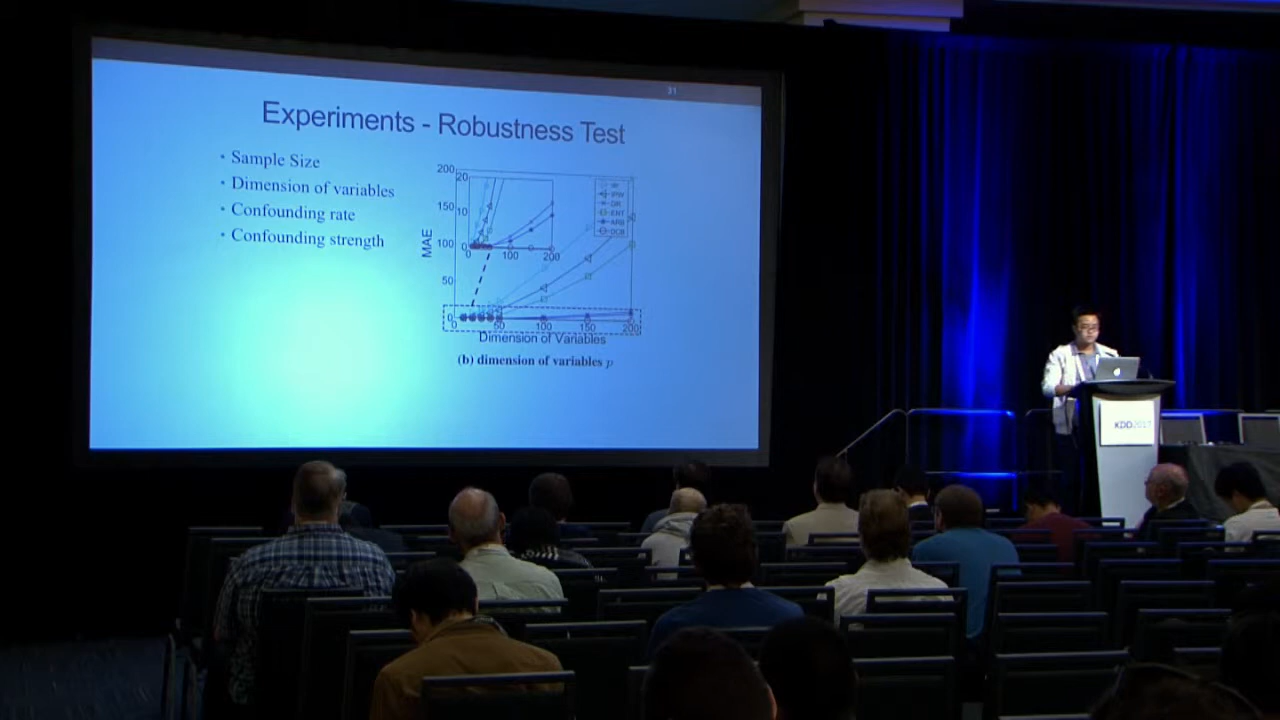 31
Experiments - Robustness Test
• Sample Size
• Dimension of variables
• Confounding rate
• Confounding strength
MAE
200
150
100
50
0
20
10
0
0 100 200
IPW
DR
ENT
ARB
DCB
0 50 100 150 200
Dimension of Variables
(b) dimension of variables p
KDD2017